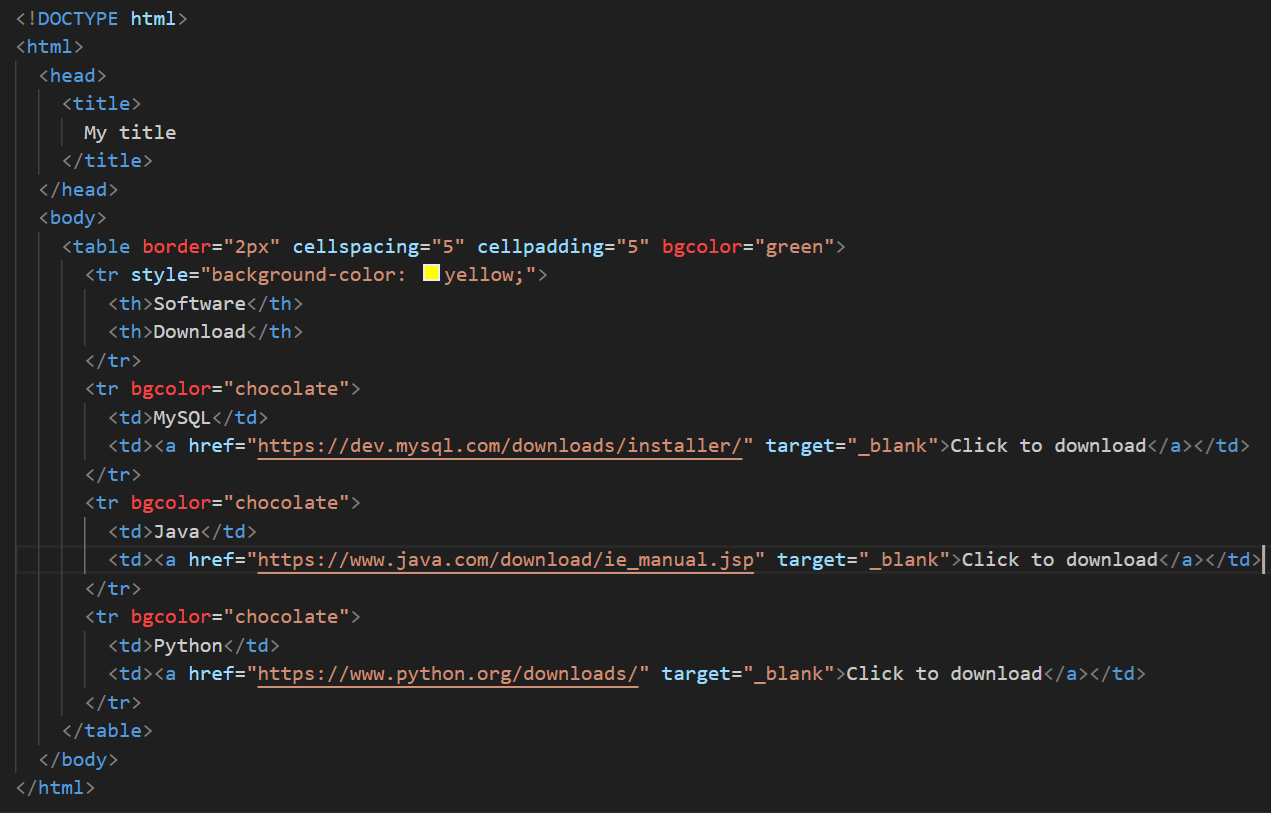 <!DOCTYPE html>
<html>
  <head>
    <title>
      My title
    </title>
  </head>
  <body>
    <table border="2px" cellspacing="5" cellpadding="5" bgcolor="green">
      <tr style="background-color: yellow;">
        <th>Software</th>
        <th>Download</th>
      </tr>
      <tr bgcolor="chocolate">
        <td>MySQL</td>
        <td><a href="https://dev.mysql.com/downloads/installer/" target="_blank">Click to download</a></td>
      </tr>
      <tr bgcolor="chocolate">
        <td>Java</td>
        <td><a href="https://www.java.com/download/ie_manual.jsp" target="_blank">Click to download</a></td>
      </tr>
      <tr bgcolor="chocolate">
        <td>Python</td>
        <td><a href="https://www.python.org/downloads/" target="_blank">Click to download</a></td>
      </tr>
    </table>
  </body>
</html>